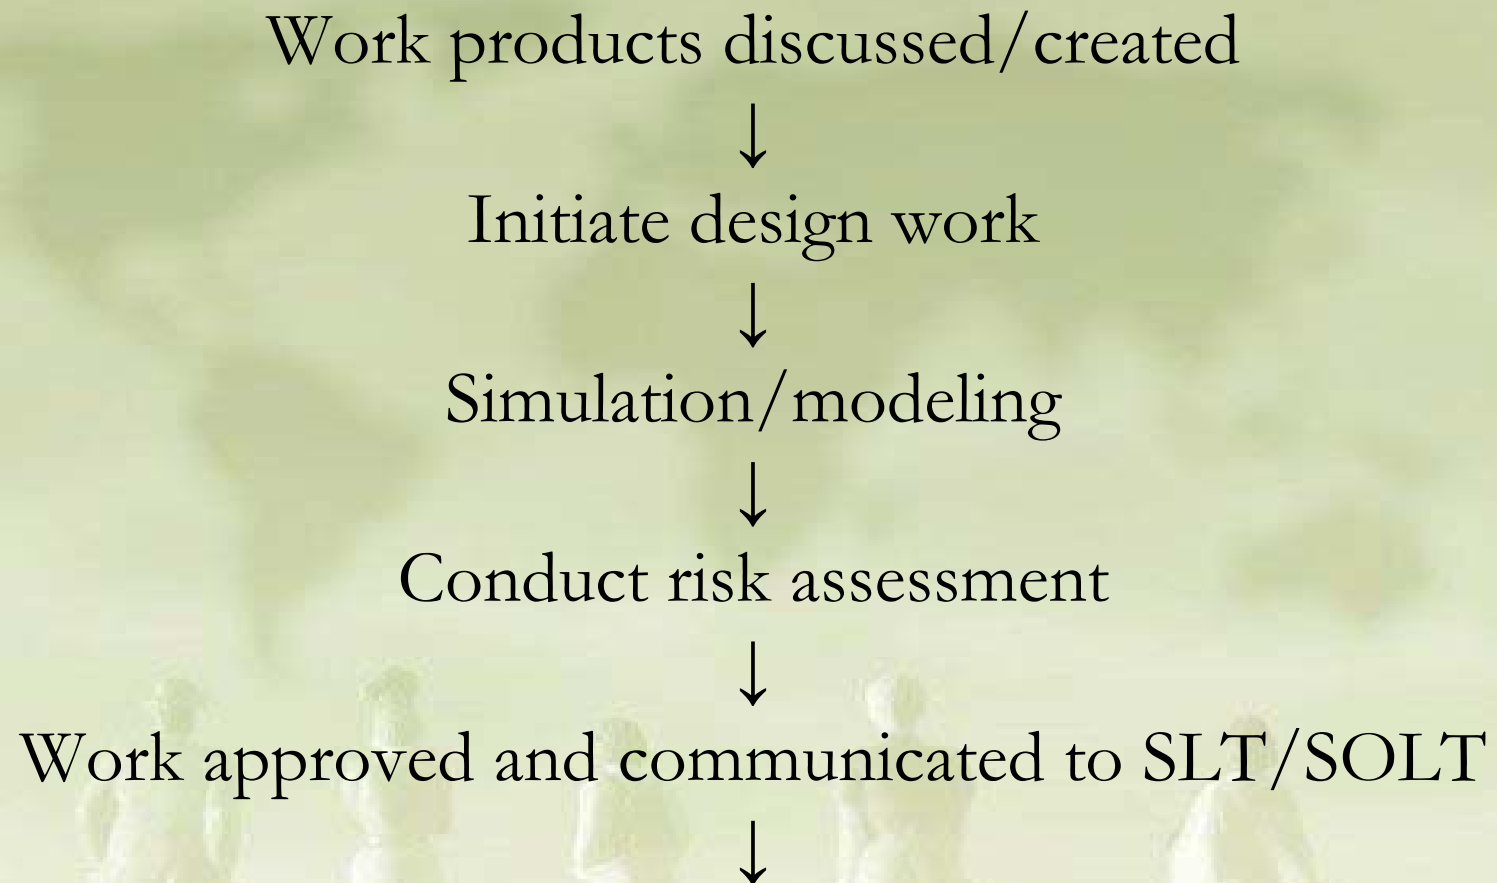 Work products discussed/created
↓
Initiate design work
↓
Simulation/modeling
↓
Conduct risk assessment
↓
Work approved and communicated to SLT/SOLT
↓